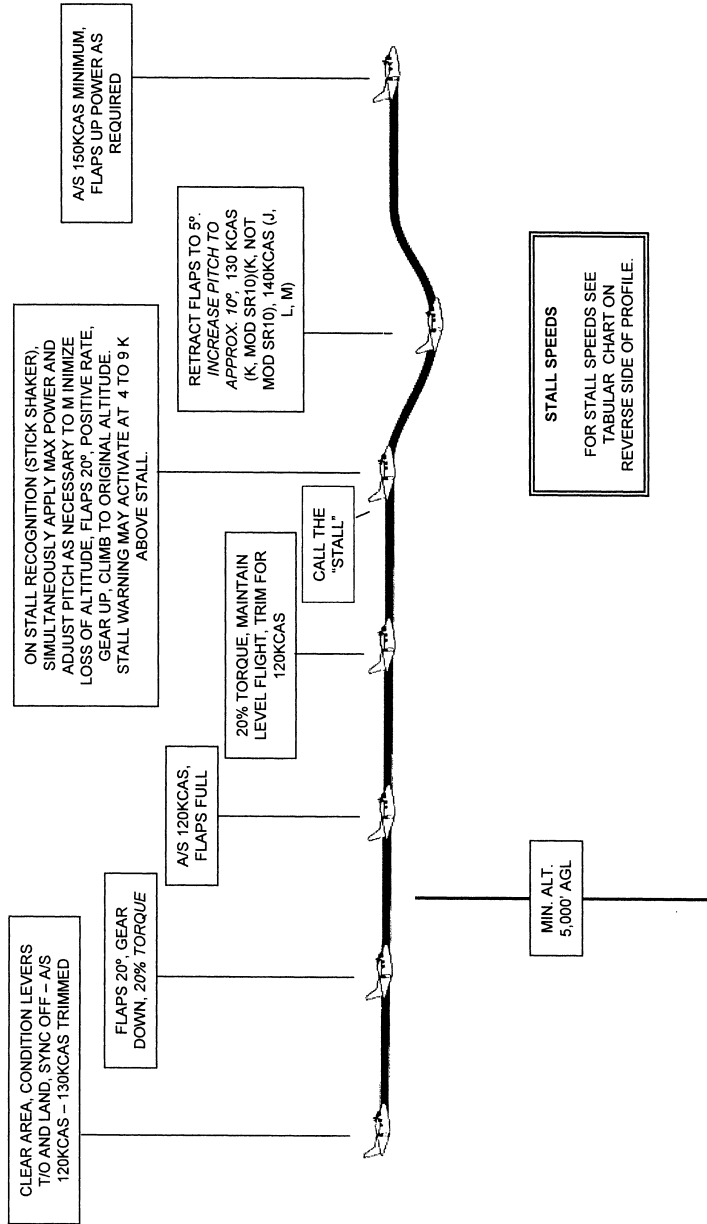 CLEAR AREA, CONDITION LEVERS
T/O AND LAND, SYNC OFF – A/S
120KCAS – 130KCAS TRIMMED
FLAPS 20º, GEAR
DOWN, 20% TORQUE
A/S 120KCAS,
FLAPS FULL
20% TORQUE, MAINTAIN
LEVEL FLIGHT, TRIM FOR
120KCAS
CALL THE
"STALL"
ON STALL RECOGNITION (STICK SHAKER),
SIMULTANEOUSLY APPLY MAX POWER AND
ADJUST PITCH AS NECESSARY TO M INIMIZE
LOSS OF ALTITUDE, FLAPS 20º, POSITIVE RATE,
GEAR UP, CLIMB TO ORIGINAL ALTITUDE.
STALL WARNING MAY ACTIVATE AT 4 TO 9 K
ABOVE STALL.
RETRACT FLAPS TO 5º.
INCREASE PITCH TO
APPROX. 10º, 130 KCAS
(K, MOD SR10)(K, NOT
MOD SR10), 140KCAS (J,
L, M)
A/S 150KCAS MINIMUM,
FLAPS UP POWER AS
REQUIRED
MIN. ALT.
5,000' AGL
STALL SPEEDS
FOR STALL SPEEDS SEE
TABULAR CHART ON
REVERSE SIDE OF PROFILE.